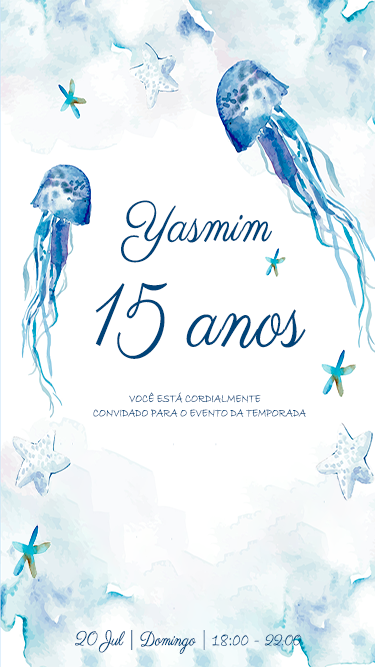 Yasmim
15 anos
VOCÊ ESTÁ CORDIALMENTE
CONVIDADO PARA O EVENTO DA TEMPORADA
20 Jul | Domingo | 18:00 - 22:00